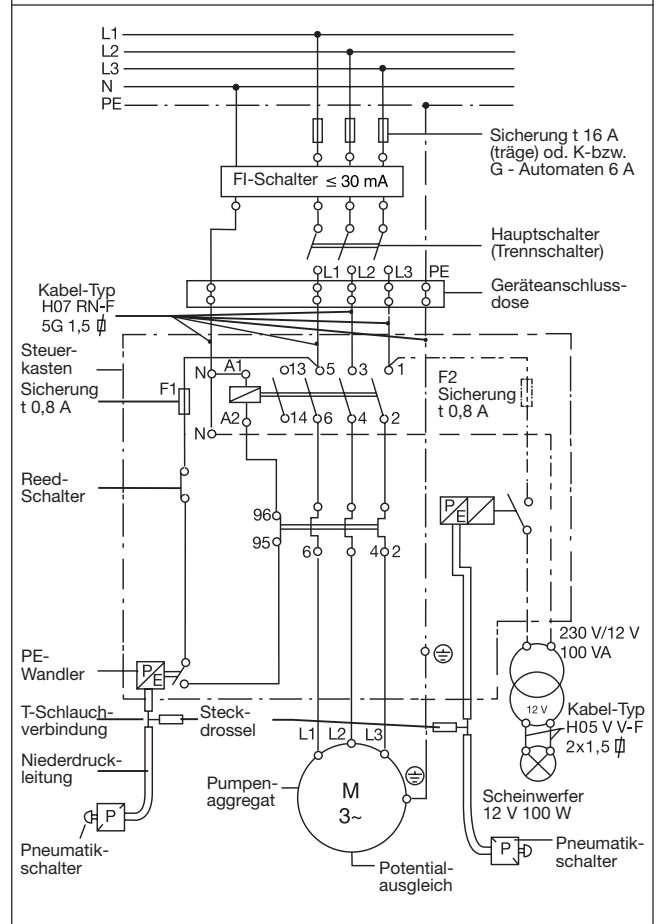 L1
L2
L3
N
PE
Sicherung t 16 A
(träge) od. K-bzw.
G - Automaten 6 A
FI-Schalter ≤ 30 mA
Hauptschalter
(Trennschalter)
L1 L2 L3 PE
Geräteanschluss-
dose
Kabel-Typ
H07 RN-F
5G 1,5
Steuer-
kasten
Sicherung
t 0,8 A
F1
N A1 13 5 3 1
F2
Sicherung
t 0,8 A
A2 14 6 4 2
N
Reed-
Schalter
P
E
96
95
6 4 2
230 V/12 V
100 VA
PE-
Wandler
P
E
12 V
T-Schlauch-
verbindung
Steck-
drossel
Kabel-Typ
H05 V V-F
2x1,5
L1 L2 L3
Niederdruck-
leitung
Pumpen-
aggregat
M
3~
Scheinwerfer
12 V 100 W
P
Pneumatik-
schalter
P
Pneumatik-
schalter
Potential-
ausgleich